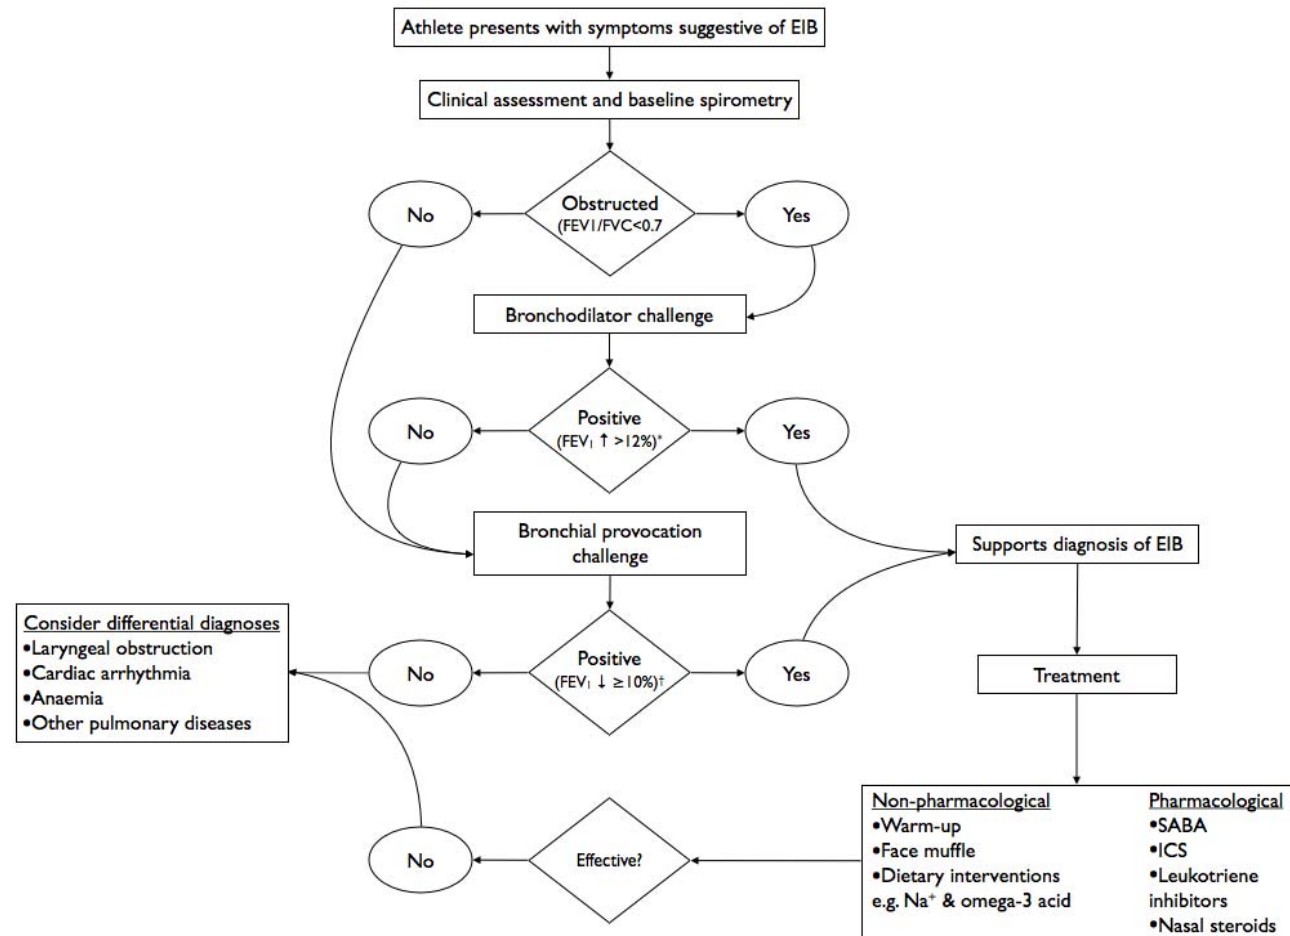 Athlete presents with symptoms suggestive of EIB
Clinical assessment and baseline spirometry
Obstructed
(FEV1/FVC<0.7
No
Yes
Bronchodilator challenge
Positive
(FEV₁ ↑ >12%)*
No
Yes
Bronchial provocation
challenge
Supports diagnosis of EIB
Positive
(FEV₁ ↓ ≥10%)†
No
Yes
Consider differential diagnoses
•Laryngeal obstruction
•Cardiac arrhythmia
•Anaemia
•Other pulmonary diseases
Treatment
Non-pharmacological
•Warm-up
•Face muffle
•Dietary interventions
e.g. Na⁺ & omega-3 acid
Pharmacological
•SABA
•ICS
•Leukotriene
inhibitors
•Nasal steroids
Effective?
No